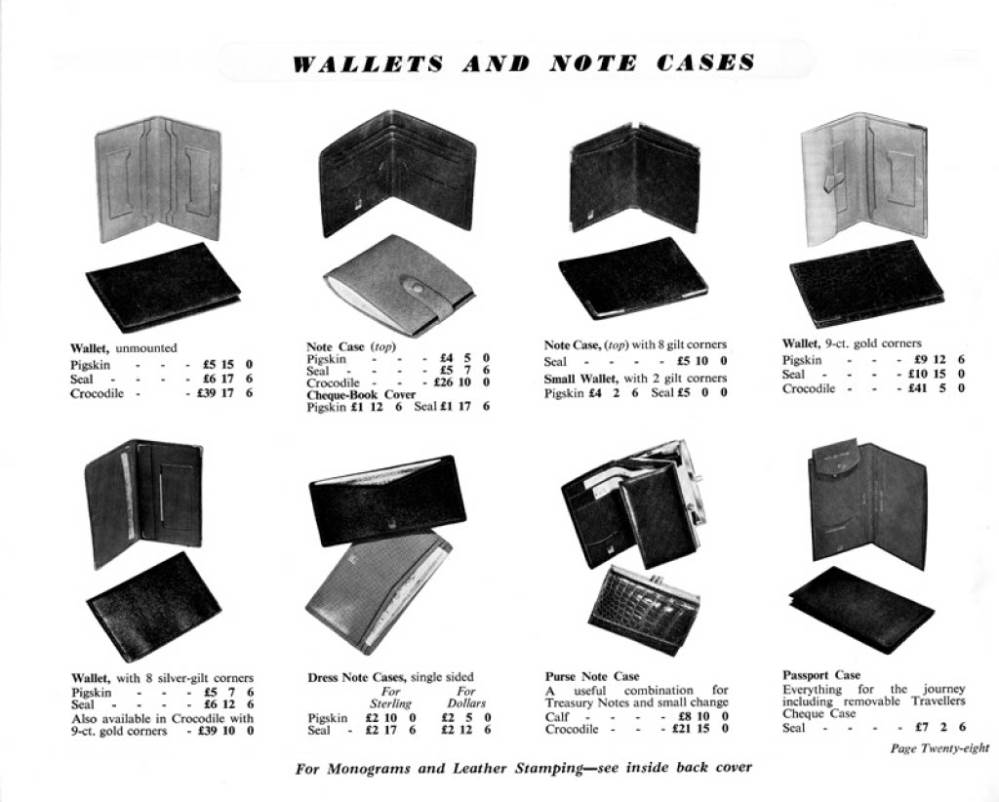 WALLETS AND NOTE CASES
Wallet, unmounted
Pigskin - - - £5 15 0
Seal - - - - £6 17 6
Crocodile - - - £39 17 6
Note Case (top)
Pigskin - - - £4 5 0
Seal - - - - £5 7 6
Crocodile - - - £26 10 0
Cheque-Book Cover
Pigskin £1 12 6 Seal £1 17 6
Note Case, (top) with 8 gilt corners
Seal - - - - £5 10 0
Small Wallet, with 2 gilt corners
Pigskin £4 2 6 Seal £5 0 0
Wallet, 9-ct. gold corners
Pigskin - - - £9 12 6
Seal - - - - £10 15 0
Crocodile - - - £41 5 0
Wallet, with 8 silver-gilt corners
Pigskin - - - £5 7 6
Seal - - - - £6 12 6
Also available in Crocodile with
9-ct. gold corners - £39 10 0
Dress Note Cases, single sided
For For
Sterling Dollars
Pigskin £2 10 0 £2 5 0
Seal - £2 17 6 £2 12 6
Purse Note Case
A useful combination for
Treasury Notes and small change
Calf - - - - £8 10 0
Crocodile - - - £21 15 0
Passport Case
Everything for the journey
including removable Travellers
Cheque Case
Seal - - - - £7 2 6
Page Twenty-eight
For Monograms and Leather Stamping—see inside back cover